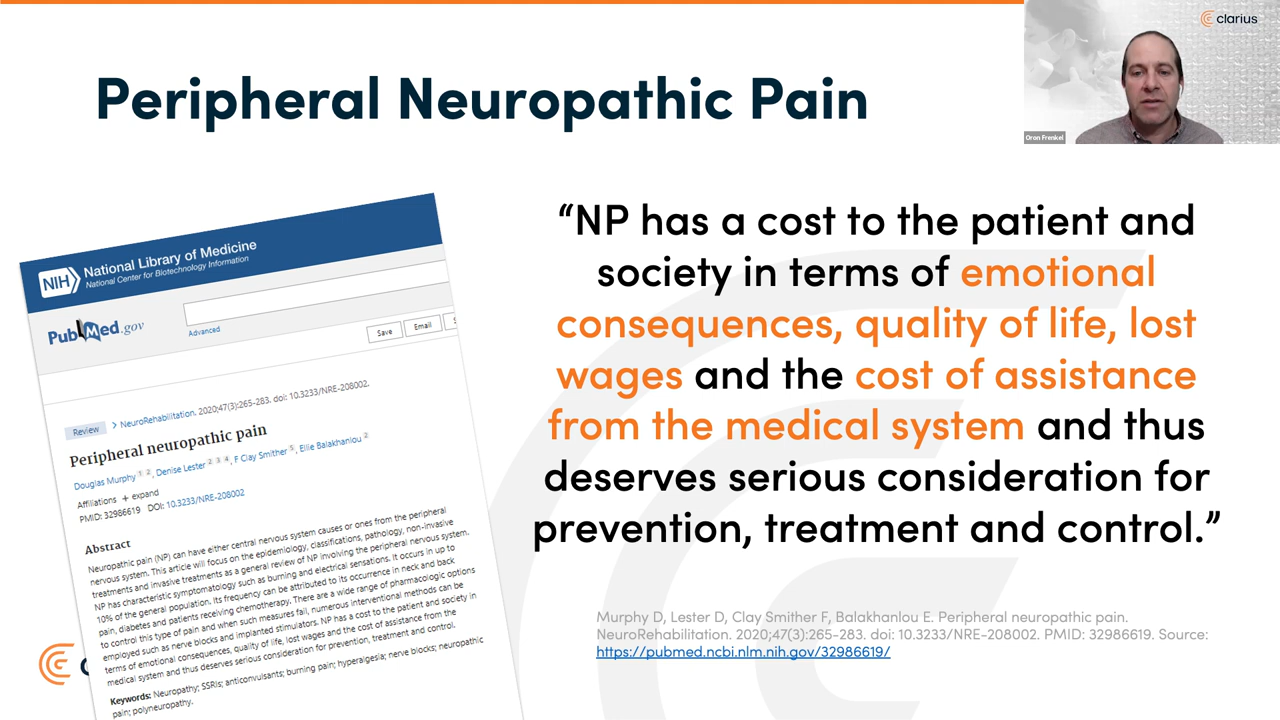 clarius
Oron Frenkel
Peripheral Neuropathic Pain
NIH
National Library of Medicine
National Center for Biotechnology Information
PubMed.gov
Advanced
Save
Email
S
Review
> NeuroRehabilitation. 2020;47(3):265-283. doi: 10.3233/NRE-208002.
Peripheral neuropathic pain
Douglas Murphy 1 2, Denise Lester 2 3 4, F Clay Smither 5, Ellie Balakhanlou 2
Affiliations + expand
PMID: 32986619 DOI: 10.3233/NRE-208002
Abstract
Neuropathic pain (NP) can have either central nervous system causes or ones from the peripheral
nervous system. This article will focus on the epidemiology, classifications, pathology, non-invasive
treatments and invasive treatments as a general review of NP involving the peripheral nervous system.
NP has characteristic symptomatology such as burning and electrical sensations. It occurs in up to
10% of the general population. Its frequency can be attributed to its occurrence in neck and back
pain, diabetes and patients receiving chemotherapy. There are a wide range of pharmacologic options
to control this type of pain and when such measures fail, numerous interventional methods can be
employed such as nerve blocks and implanted stimulators. NP has a cost to the patient and society in
terms of emotional consequences, quality of life, lost wages and the cost of assistance from the
medical system and thus deserves serious consideration for prevention, treatment and control.
Keywords: Neuropathy; SSRIs; anticonvulsants; burning pain; hyperalgesia; nerve blocks; neuropathic
pain; polyneuropathy.
“NP has a cost to the patient and
society in terms of emotional
consequences, quality of life, lost
wages and the cost of assistance
from the medical system and thus
deserves serious consideration for
prevention, treatment and control.”
Murphy D, Lester D, Clay Smither F, Balakhanlou E. Peripheral neuropathic pain.
NeuroRehabilitation. 2020;47(3):265-283. doi: 10.3233/NRE-208002. PMID: 32986619. Source:
https://pubmed.ncbi.nlm.nih.gov/32986619/